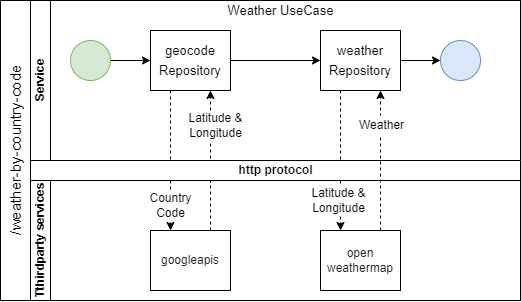 Weather UseCase
/weather-by-country-code
Service
geocode
Repository
weather
Repository
Latitude &
Longitude
Weather
http protocol
Tthirdparty services
Country
Code
Latitude &
Longitude
googleapis
open
weathermap